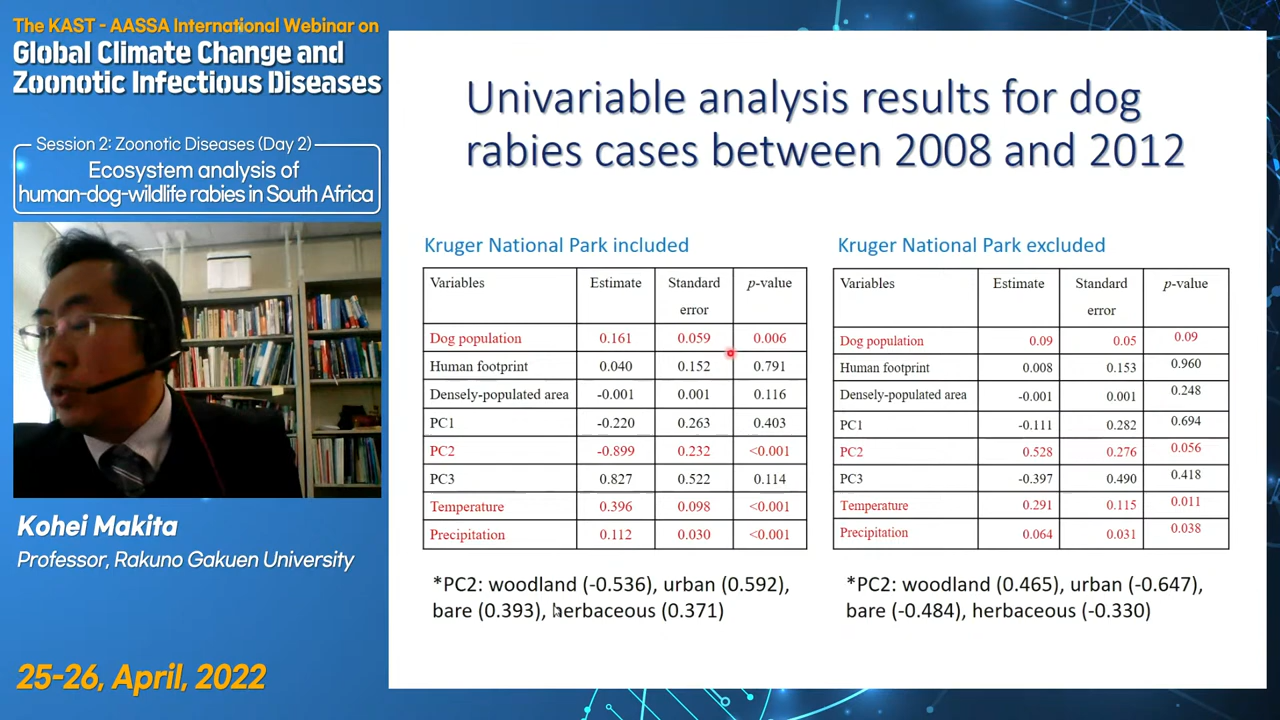 The KAST - AASSA International Webinar on
Global Climate Change and
Zoonotic Infectious Diseases
Session 2: Zoonotic Diseases (Day 2)
Ecosystem analysis of
human-dog-wildlife rabies in South Africa
Kohei Makita
Professor, Rakuno Gakuen University
25-26, April, 2022
Univariable analysis results for dog
rabies cases between 2008 and 2012
Kruger National Park included
Variables Estimate Standard error p-value
Dog population 0.161 0.059 0.006
Human footprint 0.040 0.152 0.791
Densely-populated area -0.001 0.001 0.116
PC1 -0.220 0.263 0.403
PC2 -0.899 0.232 <0.001
PC3 0.827 0.522 0.114
Temperature 0.396 0.098 <0.001
Precipitation 0.112 0.030 <0.001
*PC2: woodland (-0.536), urban (0.592),
bare (0.393), herbaceous (0.371)
Kruger National Park excluded
Variables Estimate Standard error p-value
Dog population 0.09 0.05 0.09
Human footprint 0.008 0.153 0.960
Densely-populated area -0.001 0.001 0.248
PC1 -0.111 0.282 0.694
PC2 0.528 0.276 0.056
PC3 -0.397 0.490 0.418
Temperature 0.291 0.115 0.011
Precipitation 0.064 0.031 0.038
*PC2: woodland (0.465), urban (-0.647),
bare (-0.484), herbaceous (-0.330)